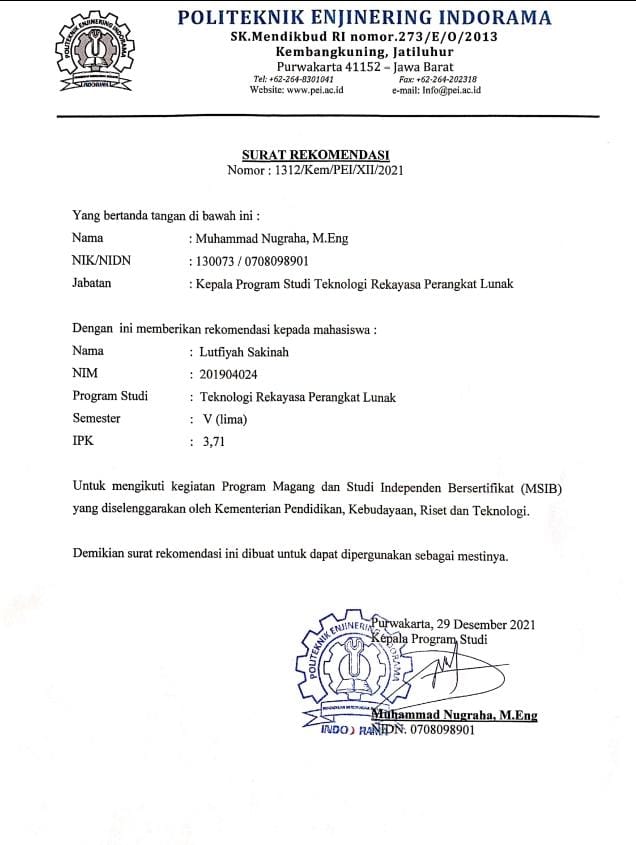 POLITEKNIK ENJINERING INDORAMA
SK.Mendikbud RI nomor.273/E/O/2013
Kembangkuning, Jatiluhur
Purwakarta 41152 – Jawa Barat
Tel: +62-264-8301041 Fax: +62-264-202318
Website: www.pei.ac.id e-mail: Info@pei.ac.id
POLITEKNIK ENJINERING INDORAMA
SURAT REKOMENDASI
Nomor : 1312/Kem/PEI/XII/2021
Yang bertanda tangan di bawah ini :
Nama : Muhammad Nugraha, M.Eng
NIK/NIDN : 130073 / 0708098901
Jabatan : Kepala Program Studi Teknologi Rekayasa Perangkat Lunak
Dengan ini memberikan rekomendasi kepada mahasiswa :
Nama : Lutfiyah Sakinah
NIM : 201904024
Program Studi : Teknologi Rekayasa Perangkat Lunak
Semester : V (lima)
IPK : 3,71
Untuk mengikuti kegiatan Program Magang dan Studi Independen Bersertifikat (MSIB)
yang diselenggarakan oleh Kementerian Pendidikan, Kebudayaan, Riset dan Teknologi.
Demikian surat rekomendasi ini dibuat untuk dapat dipergunakan sebagai mestinya.
Purwakarta, 29 Desember 2021
Kepala Program Studi
POLITEKNIK ENJINERING INDORAMA
Muhammad Nugraha, M.Eng
NIDN. 0708098901